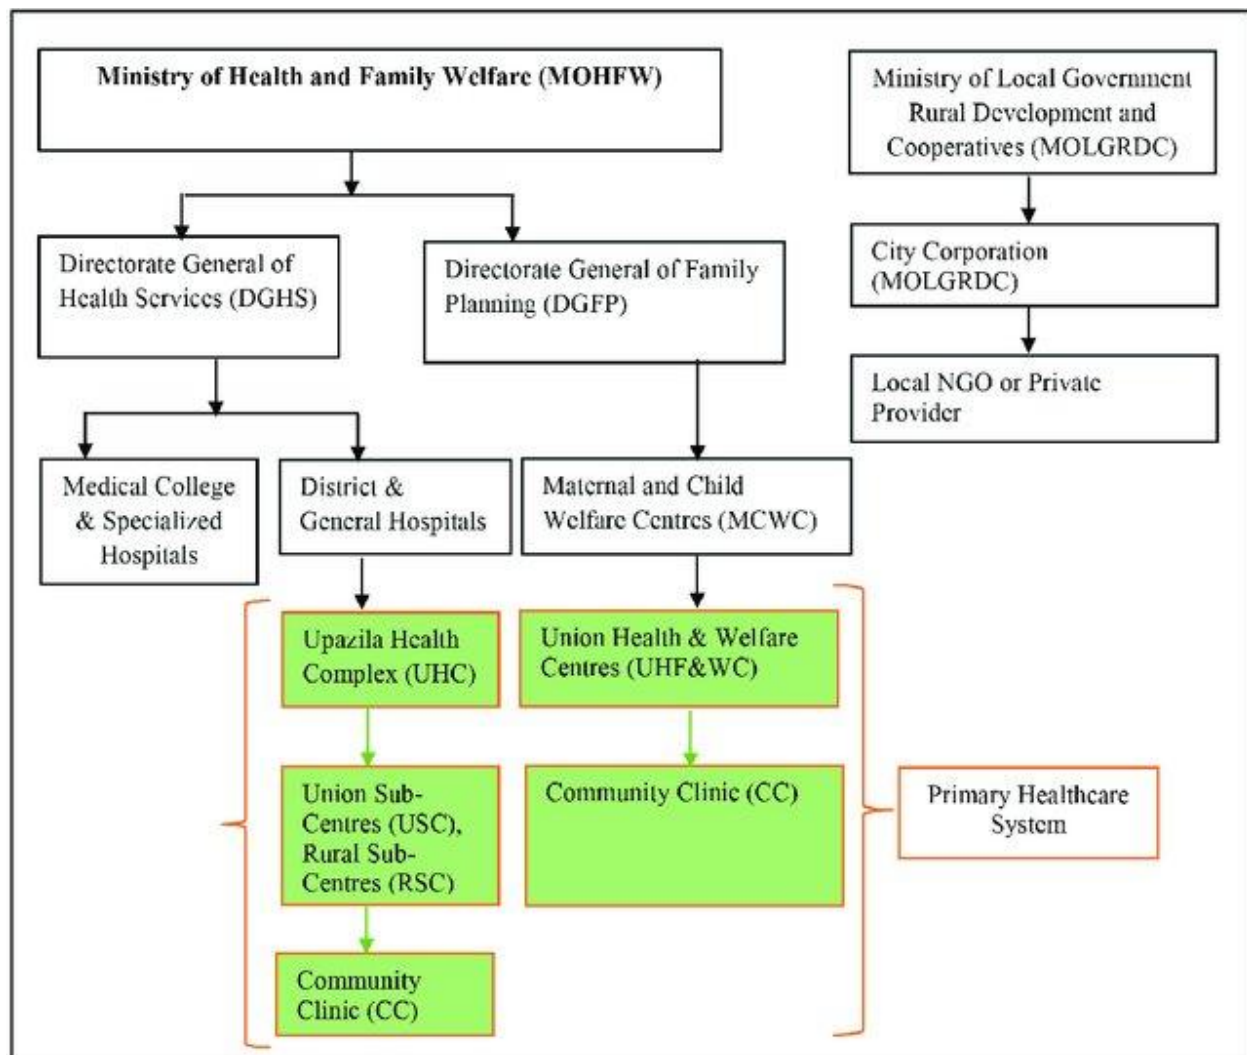 Ministry of Health and Family Welfare (MOHFW)
Ministry of Local Government
Rural Development and
Cooperatives (MOLGRDC)
Directorate General of
Health Services (DGHS)
Directorate General of Family
Planning (DGFP)
City Corporation
(MOLGRDC)
Local NGO or Private
Provider
Medical College
& Specialized
Hospitals
District &
General Hospitals
Maternal and Child
Welfare Centres (MCWC)
Upazila Health
Complex (UHC)
Union Health & Welfare
Centres (UHF&WC)
Union Sub-
Centres (USC),
Rural Sub-
Centres (RSC)
Community Clinic (CC)
Primary Healthcare
System
Community
Clinic (CC)